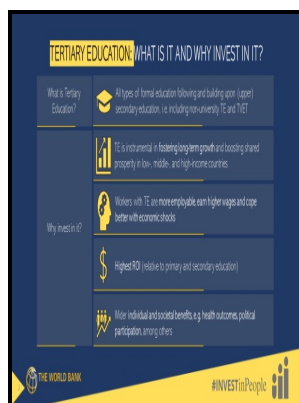 TERTIARY EDUCATION: WHAT IS IT AND WHY INVEST IN IT?
What is Tertiary
Education?
All types of formal education following and building upon (upper)
secondary education, i.e. including non-university TE and TVET
Why invest in it?
TE is instrumental in fostering long-term growth and boosting shared
prosperity in low-, middle-, and high-income countries
Workers with TE are more employable, earn higher wages and cope
better with economic shocks
Highest ROI (relative to primary and secondary education)
Wider individual and societal benefits, e.g. health outcomes, political
participation, among others
THE WORLD BANK
#INVESTinPeople